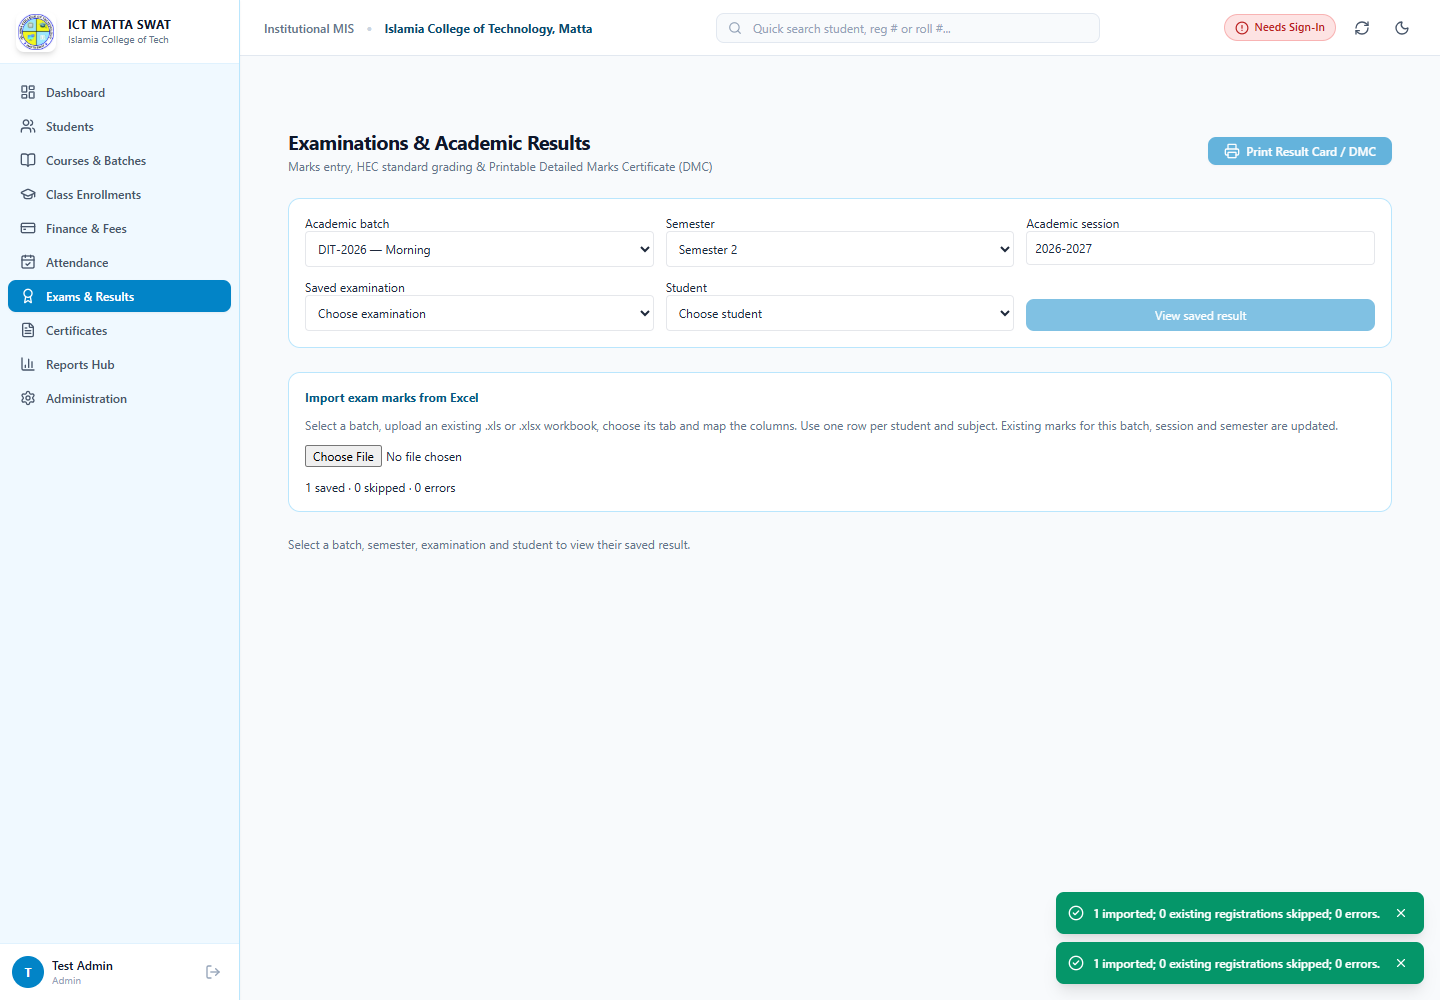 ICT MATTA SWAT
Islamia College of Tech
Institutional MIS • Islamia College of Technology, Matta
Quick search student, reg # or roll #...
Needs Sign-In
Dashboard
Students
Courses & Batches
Class Enrollments
Finance & Fees
Attendance
Exams & Results
Certificates
Reports Hub
Administration
Examinations & Academic Results
Marks entry, HEC standard grading & Printable Detailed Marks Certificate (DMC)
Print Result Card / DMC
Academic batch
DIT-2026 — Morning
Semester
Semester 2
Academic session
2026-2027
Saved examination
Choose examination
Student
Choose student
View saved result
Import exam marks from Excel
Select a batch, upload an existing .xls or .xlsx workbook, choose its tab and map the columns. Use one row per student and subject. Existing marks for this batch, session and semester are updated.
Choose File No file chosen
1 saved · 0 skipped · 0 errors
Select a batch, semester, examination and student to view their saved result.
1 imported; 0 existing registrations skipped; 0 errors.
1 imported; 0 existing registrations skipped; 0 errors.
T
Test Admin
Admin